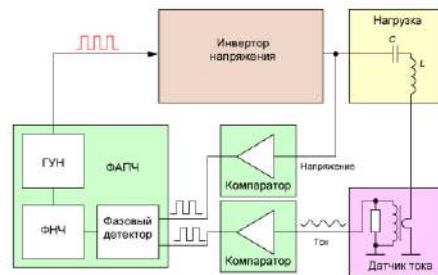 Нагрузка
Инвертор
напряжения
C
L
ГУН
ФАПЧ
Напряжение
Компаратор
ФНЧ
Фазовый
детектор
Ток
Компаратор
Датчик тока